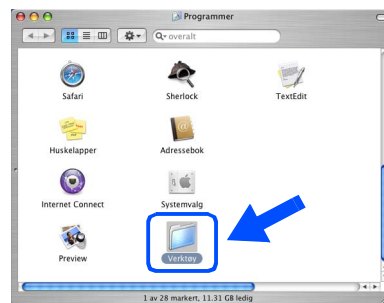 Programmer
overalt
Safari
Sherlock
TextEdit
Huskelapper
Adressebok
Internet Connect
Systemvalg
Preview
Verktøy
1 av 28 markert, 11.31 GB ledig